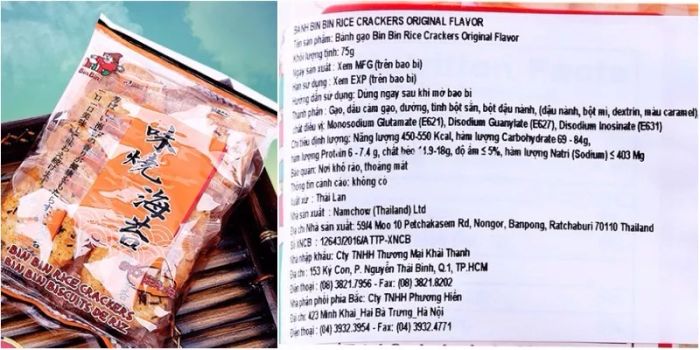 Bin Bin
味燒海苔
BIN BIN RICE CRACKERS
BIN BIN BISCUITS DE RIZ
BÁNH BIN BIN RICE CRACKERS ORIGINAL FLAVOR
Tên sản phẩm: Bánh gạo Bin Bin Rice Crackers Original Flavor
Khối lượng tịnh: 75g
Ngày sản xuất : Xem MFG (trên bao bì)
Hạn sử dụng : Xem EXP (trên bao bì)
Hướng dẫn sử dụng: Dùng ngay sau khi mở bao bì
Thành phần : Gạo, dầu cám gạo, đường, tinh bột sắn, bột đậu nành, (đậu nành, bột mì, dextrin, màu caramel)
chất điều vị: Monosodium Glutamate (E621), Disodium Guanylate (E627), Disodium Inosinate (E631)
Chỉ tiêu định lượng: Năng lượng 450-550 Kcal, hàm lượng Carbohydrate 69 - 84g,
hàm lượng Protein 6 - 7.4 g, chất béo 11.9-18g, độ ẩm ≤ 5%, hàm lượng Natri (Sodium) ≤ 403 Mg
Bảo quản: Nơi khô ráo, thoáng mát
Thông tin cảnh cáo: không có
Xuất xứ : Thái Lan
Nhà sản xuất : Namchow (Thailand) Ltd
Địa chỉ Nhà sản xuất: 59/4 Moo 10 Petchakasem Rd, Nongor, Banpong, Ratchaburi 70110 Thailand
Số XNCB : 12643/2016/ATTP-XNCB
Nhà nhập khẩu: Cty TNHH Thương Mại Khải Thanh
Địa chỉ : 153 Ký Con, P. Nguyễn Thái Bình, Q.1, TP.HCM
Điện thoại : (08) 3821.7956 - Fax: (08) 3821.8202
Nhà phân phối phía Bắc: Cty TNHH Phương Hiền
Địa chỉ: 423 Minh Khai_Hai Bà Trưng_Hà Nội
Điện thoại : (04) 3932.3954 - Fax: (04) 3932.4771